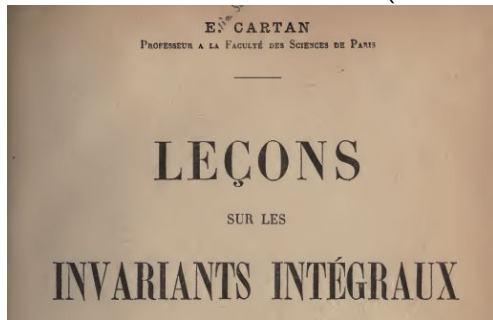 E. CARTAN
PROFESSEUR A LA FACULTÉ DES SCIENCES DE PARIS
LEÇONS
SUR LES
INVARIANTS INTÉGRAUX